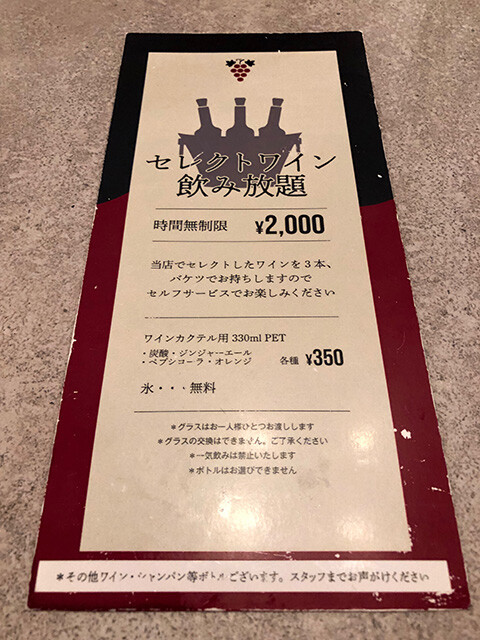 セレクトワイン
飲み放題
時間無制限 ¥2,000
当店でセレクトしたワインを3本、
バケツでお持ちしますので
セルフサービスでお楽しみください
ワインカクテル用 330ml PET
・炭酸・ジンジャーエール
・ペプシコーラ・オレンジ 各種 ¥350
氷・・・無料
＊グラスはお一人様ひとつお渡しします
＊グラスの交換はできません。ご了承ください
＊一気飲みは禁止いたします
＊ボトルはお選びできません
＊その他ワイン・シャンパン等ボトルございます。スタッフまでお声がけください